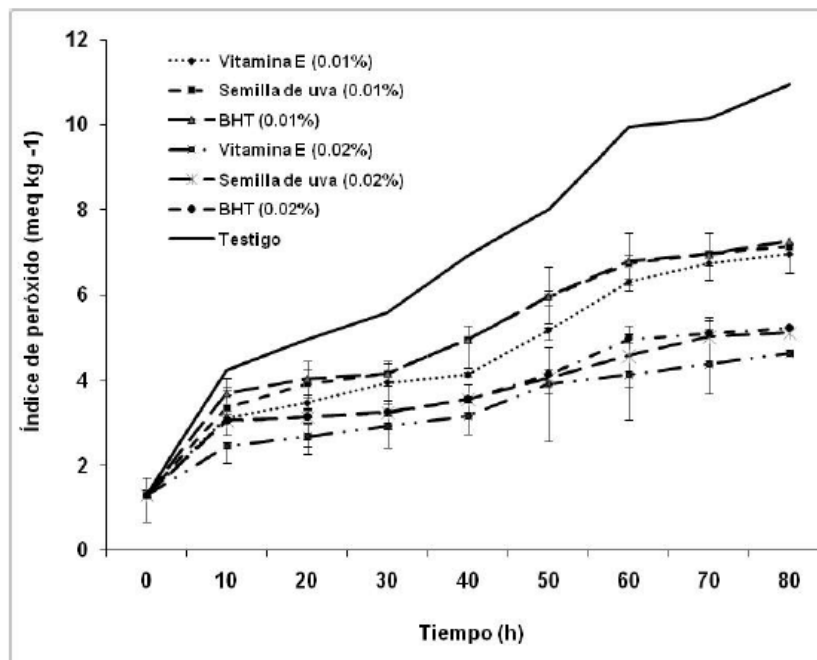 12
10
8
6
4
2
0
Índice de peróxido (meq kg -1)
Vitamina E (0.01%)
Semilla de uva (0.01%)
BHT (0.01%)
Vitamina E (0.02%)
Semilla de uva (0.02%)
BHT (0.02%)
Testigo
0 10 20 30 40 50 60 70 80
Tiempo (h)